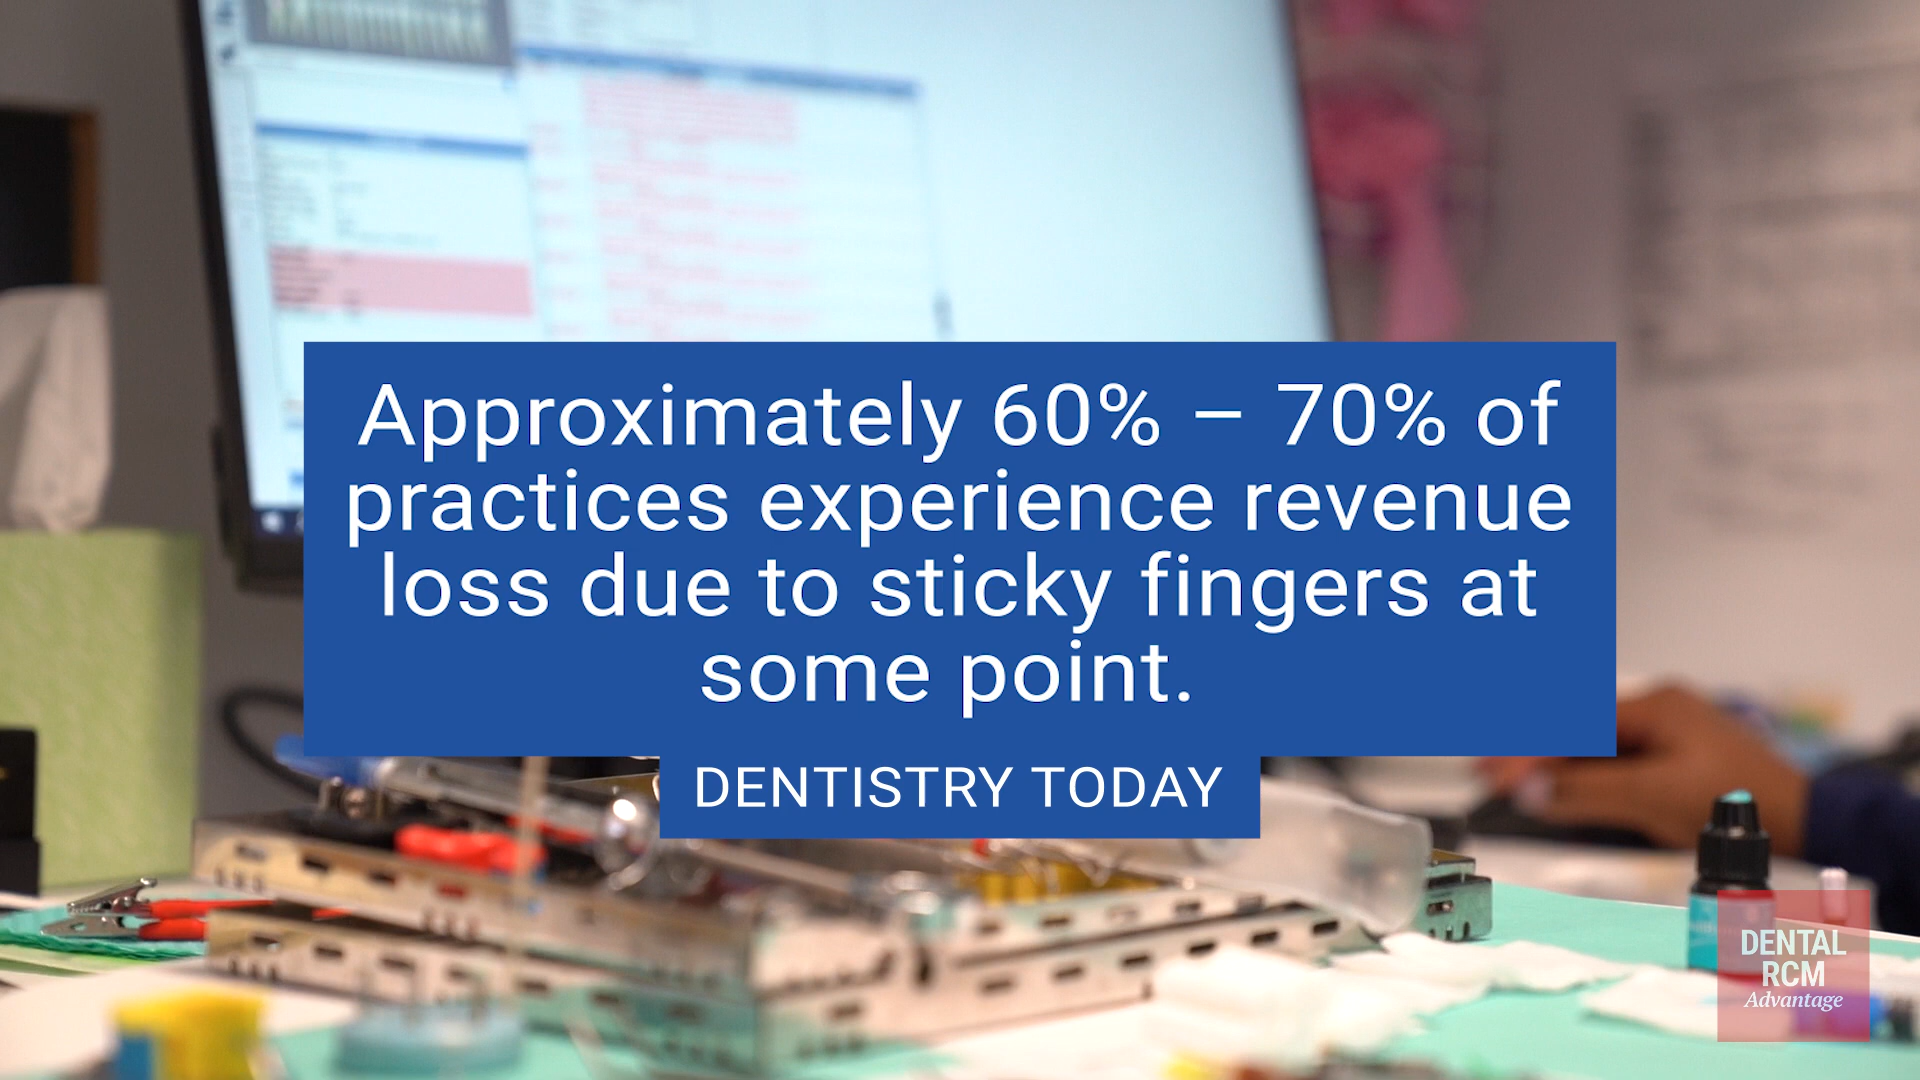 Approximately 60% – 70% of
practices experience revenue
loss due to sticky fingers at
some point.
DENTISTRY TODAY
DENTAL
RCM
Advantage